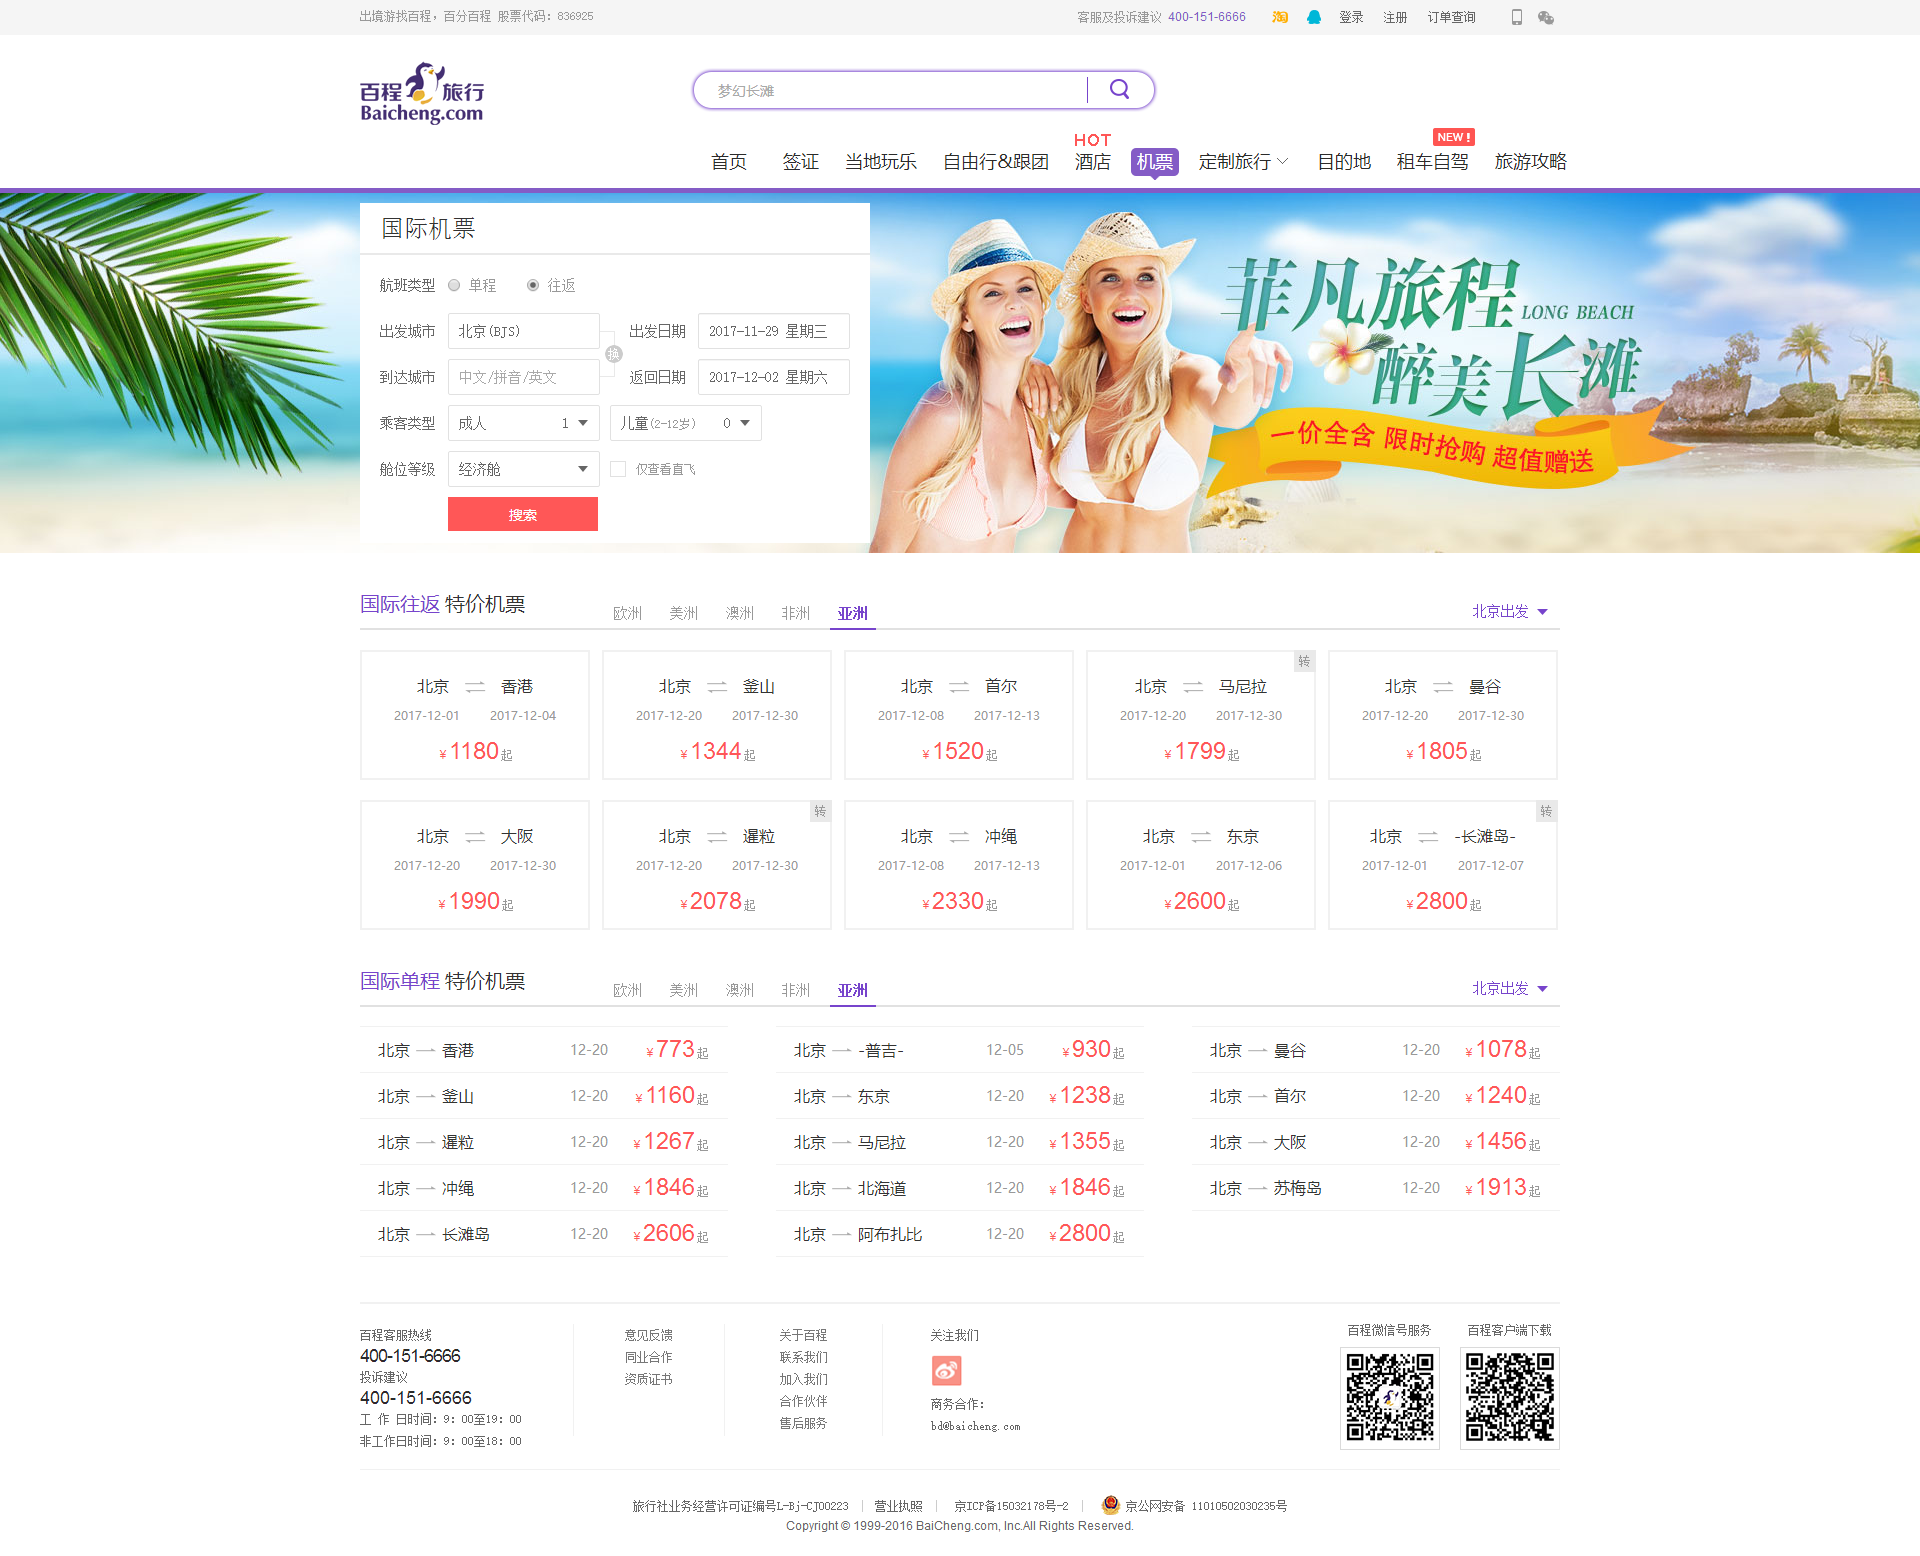 出境游找百程，百分百程 股票代码：836925
客服及投诉建议 400-151-6666 淘 登录 注册 订单查询
百程旅行
Baicheng.com
梦幻长滩
HOT
NEW !
首页 签证 当地玩乐 自由行&跟团 酒店 机票 定制旅行 目的地 租车自驾 旅游攻略
国际机票
航班类型 单程 往返
出发城市 北京(BJS) 出发日期 2017-11-29 星期三
换
到达城市 中文/拼音/英文 返回日期 2017-12-02 星期六
乘客类型 成人 1 儿童(2-12岁) 0
舱位等级 经济舱 仅查看直飞
搜索
菲凡旅程
LONG BEACH
醉美长滩
一价全含 限时抢购 超值赠送
国际往返 特价机票 欧洲 美洲 澳洲 非洲 亚洲 北京出发
转
北京 香港 北京 釜山 北京 首尔 北京 马尼拉 北京 曼谷
2017-12-01 2017-12-04 2017-12-20 2017-12-30 2017-12-08 2017-12-13 2017-12-20 2017-12-30 2017-12-20 2017-12-30
¥1180起 ¥1344起 ¥1520起 ¥1799起 ¥1805起
转 转
北京 大阪 北京 暹粒 北京 冲绳 北京 东京 北京 -长滩岛-
2017-12-20 2017-12-30 2017-12-20 2017-12-30 2017-12-08 2017-12-13 2017-12-01 2017-12-06 2017-12-01 2017-12-07
¥1990起 ¥2078起 ¥2330起 ¥2600起 ¥2800起
国际单程 特价机票 欧洲 美洲 澳洲 非洲 亚洲 北京出发
北京 香港 12-20 ¥773起 北京 -普吉- 12-05 ¥930起 北京 曼谷 12-20 ¥1078起
北京 釜山 12-20 ¥1160起 北京 东京 12-20 ¥1238起 北京 首尔 12-20 ¥1240起
北京 暹粒 12-20 ¥1267起 北京 马尼拉 12-20 ¥1355起 北京 大阪 12-20 ¥1456起
北京 冲绳 12-20 ¥1846起 北京 北海道 12-20 ¥1846起 北京 苏梅岛 12-20 ¥1913起
北京 长滩岛 12-20 ¥2606起 北京 阿布扎比 12-20 ¥2800起
百程客服热线
400-151-6666
投诉建议
400-151-6666
工 作 日时间：9：00至19：00
非工作日时间：9：00至18：00
意见反馈
同业合作
资质证书
关于百程
联系我们
加入我们
合作伙伴
售后服务
关注我们
商务合作：
bd@baicheng.com
百程微信号服务
百程客户端下载
旅行社业务经营许可证编号L-Bj-CJ00223 营业执照 京ICP备15032178号-2 京公网安备 11010502030235号
Copyright © 1999-2016 BaiCheng.com, Inc.All Rights Reserved.